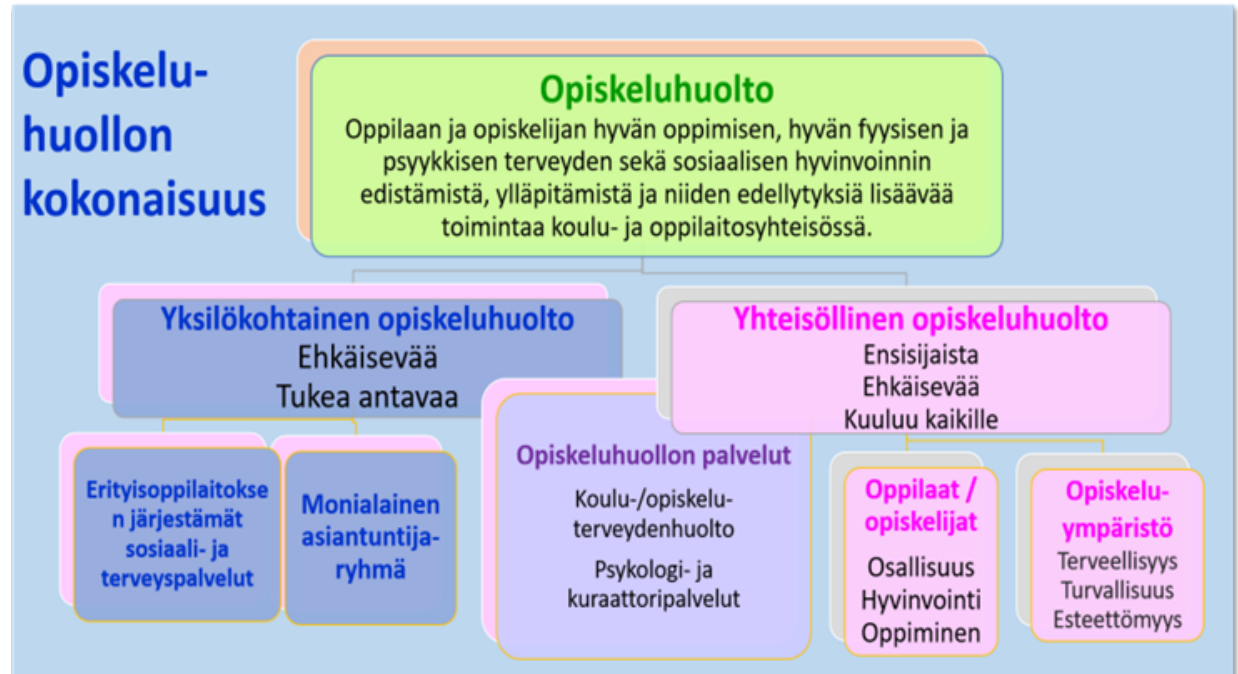 Opiskelu-
huollon
kokonaisuus
Opiskeluhuolto
Oppilaan ja opiskelijan hyvän oppimisen, hyvän fyysisen ja
psyykkisen terveyden sekä sosiaalisen hyvinvoinnin
edistämistä, ylläpitämistä ja niiden edellytyksiä lisäävää
toimintaa koulu- ja oppilaitosyhteisössä.
Yksilökohtainen opiskeluhuolto
Ehkäisevää
Tukea antavaa
Yhteisöllinen opiskeluhuolto
Ensisijaista
Ehkäisevää
Kuuluu kaikille
Erityisoppilaitokse
n järjestämät
sosiaali- ja
terveyspalvelut
Monialainen
asiantuntija-
ryhmä
Opiskeluhuollon palvelut
Koulu-/opiskelu-
terveydenhuolto
Psykologi- ja
kuraattoripalvelut
Oppilaat /
opiskelijat
Osallisuus
Hyvinvointi
Oppiminen
Opiskelu-
ympäristö
Terveellisyys
Turvallisuus
Esteettömyys